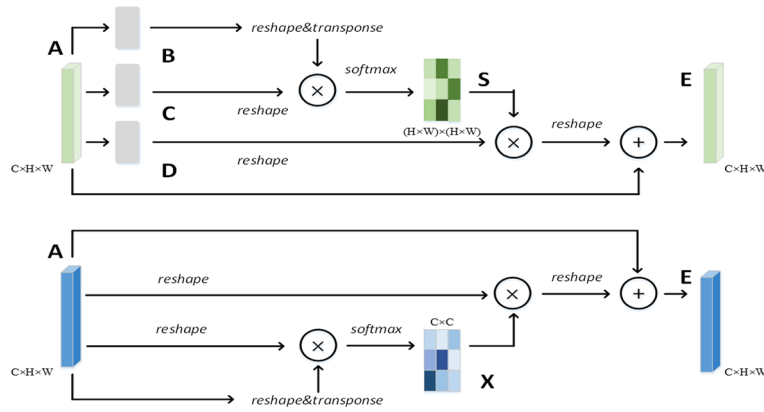 A
B
reshape&transponse
softmax
S
E
C
reshape
(H×W)×(H×W)
reshape
C×H×W
D
reshape
C×H×W
A
reshape
reshape
E
reshape
softmax
C×C
X
C×H×W
reshape&transponse
C×H×W